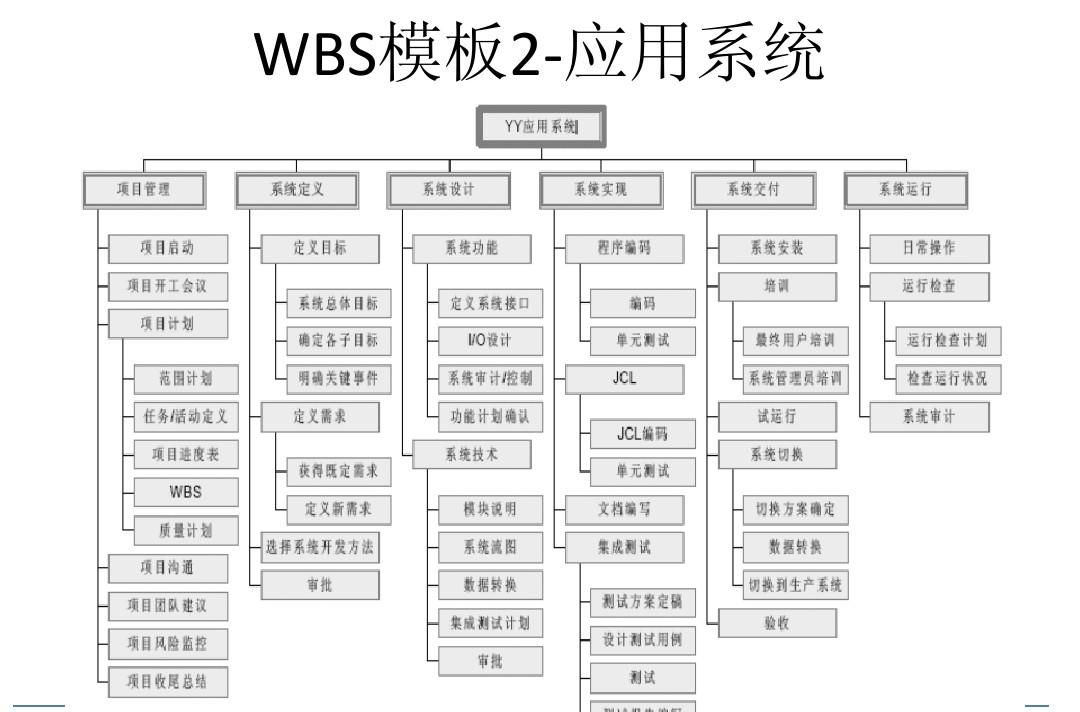 WBS模板2-应用系统
YY应用系统
项目管理
项目启动
项目开工会议
项目计划
范围计划
任务/活动定义
项目进度表
WBS
质量计划
项目沟通
项目团队建议
项目风险监控
项目收尾总结
系统定义
定义目标
系统总体目标
确定各子目标
明确关键事件
定义需求
获得既定需求
定义新需求
选择系统开发方法
审批
系统设计
系统功能
定义系统接口
I/O设计
系统审计/控制
功能计划确认
系统技术
模块说明
系统流图
数据转换
集成测试计划
审批
系统实现
程序编码
编码
单元测试
JCL
JCL编码
单元测试
文档编写
集成测试
测试方案定稿
设计测试用例
测试
系统交付
系统安装
培训
最终用户培训
系统管理员培训
试运行
系统切换
切换方案确定
数据转换
切换到生产系统
验收
系统运行
日常操作
运行检查
运行检查计划
检查运行状况
系统审计